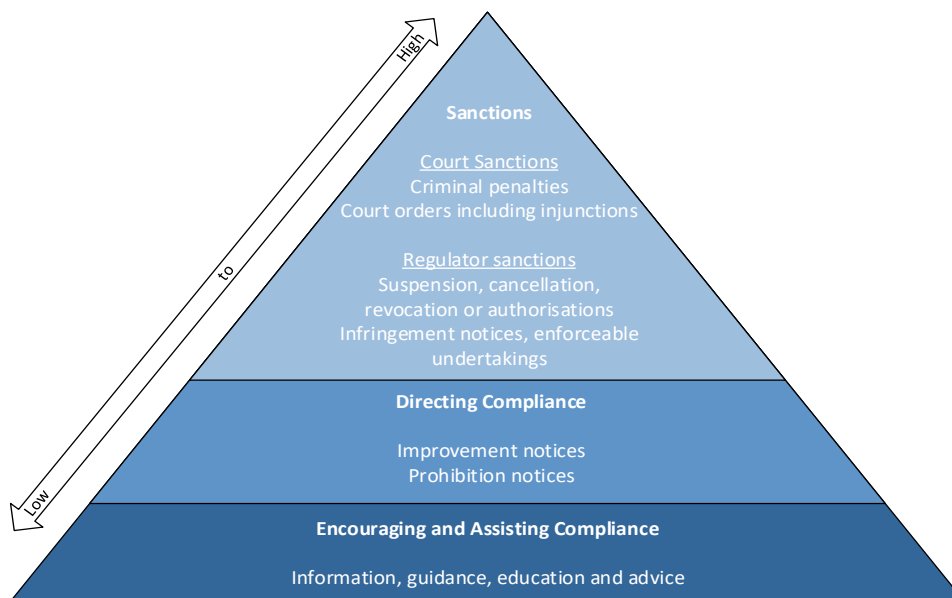 High
to
Low
Sanctions
Court Sanctions
Criminal penalties
Court orders including injunctions
Regulator sanctions
Suspension, cancellation,
revocation or authorisations
Infringement notices, enforceable
undertakings
Directing Compliance
Improvement notices
Prohibition notices
Encouraging and Assisting Compliance
Information, guidance, education and advice